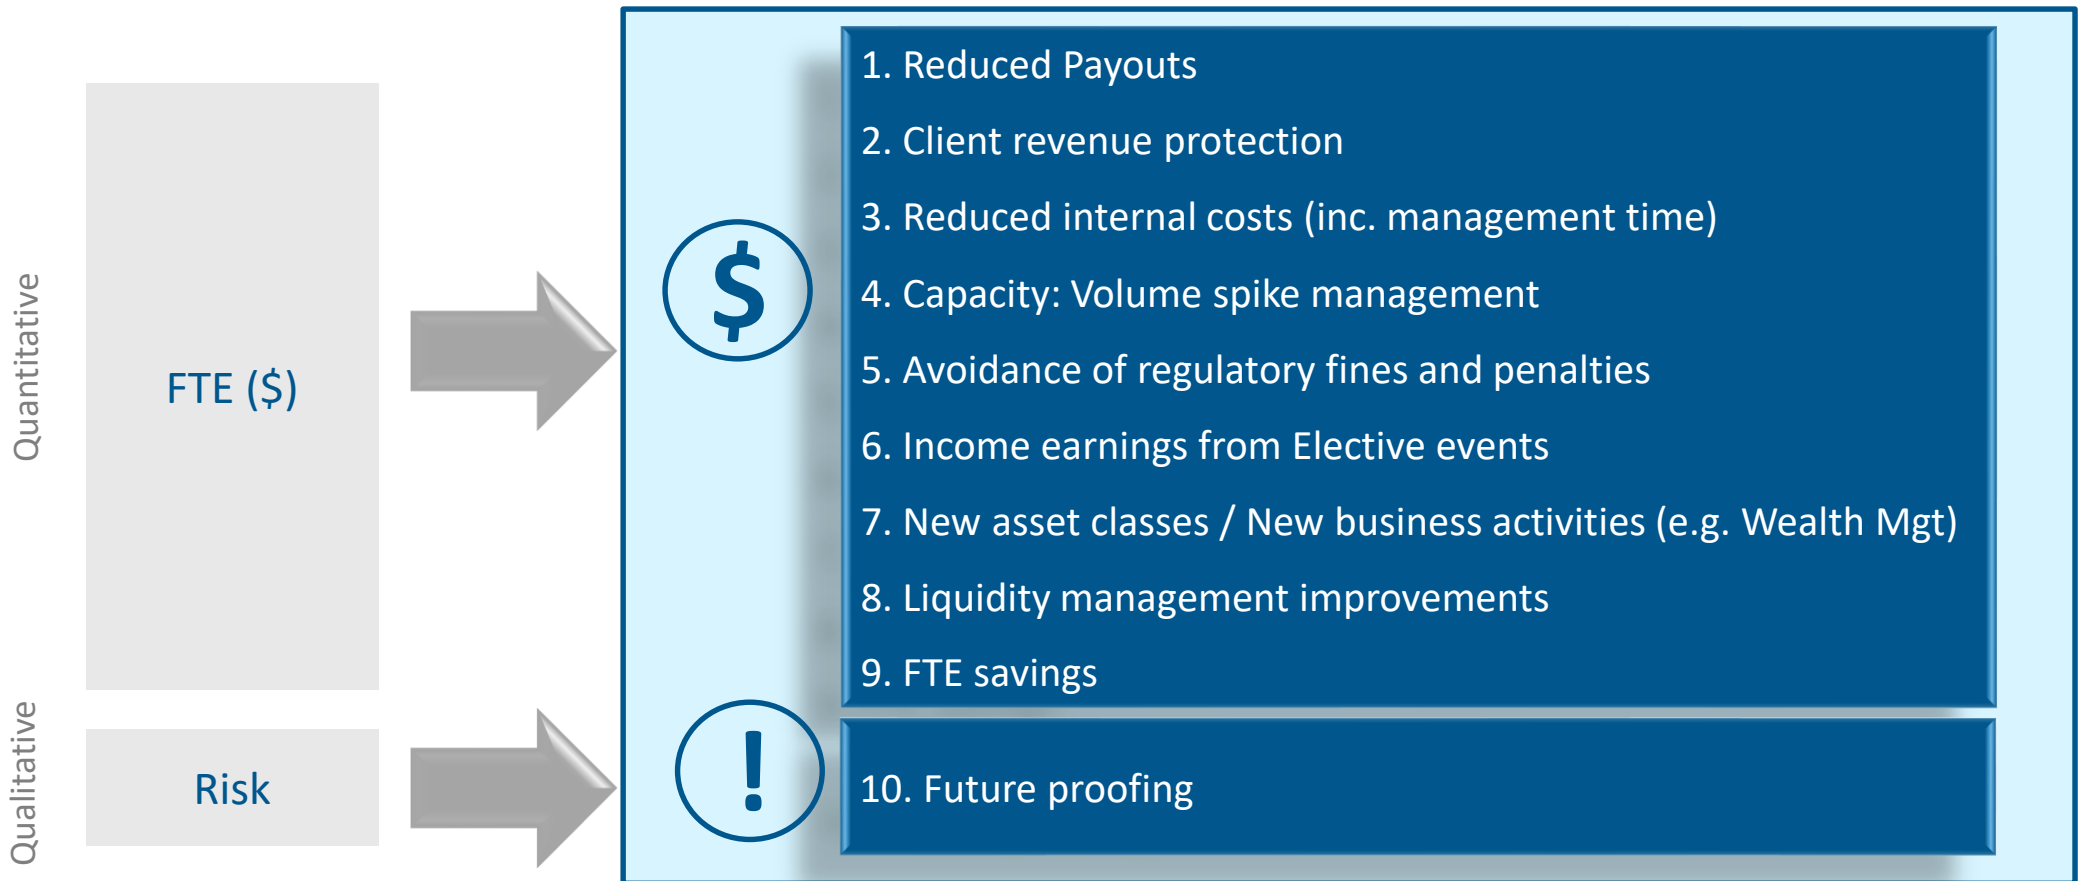 Quantitative
FTE ($)
$
1. Reduced Payouts
2. Client revenue protection
3. Reduced internal costs (inc. management time)
4. Capacity: Volume spike management
5. Avoidance of regulatory fines and penalties
6. Income earnings from Elective events
7. New asset classes / New business activities (e.g. Wealth Mgt)
8. Liquidity management improvements
9. FTE savings
Qualitative
Risk
!
10. Future proofing